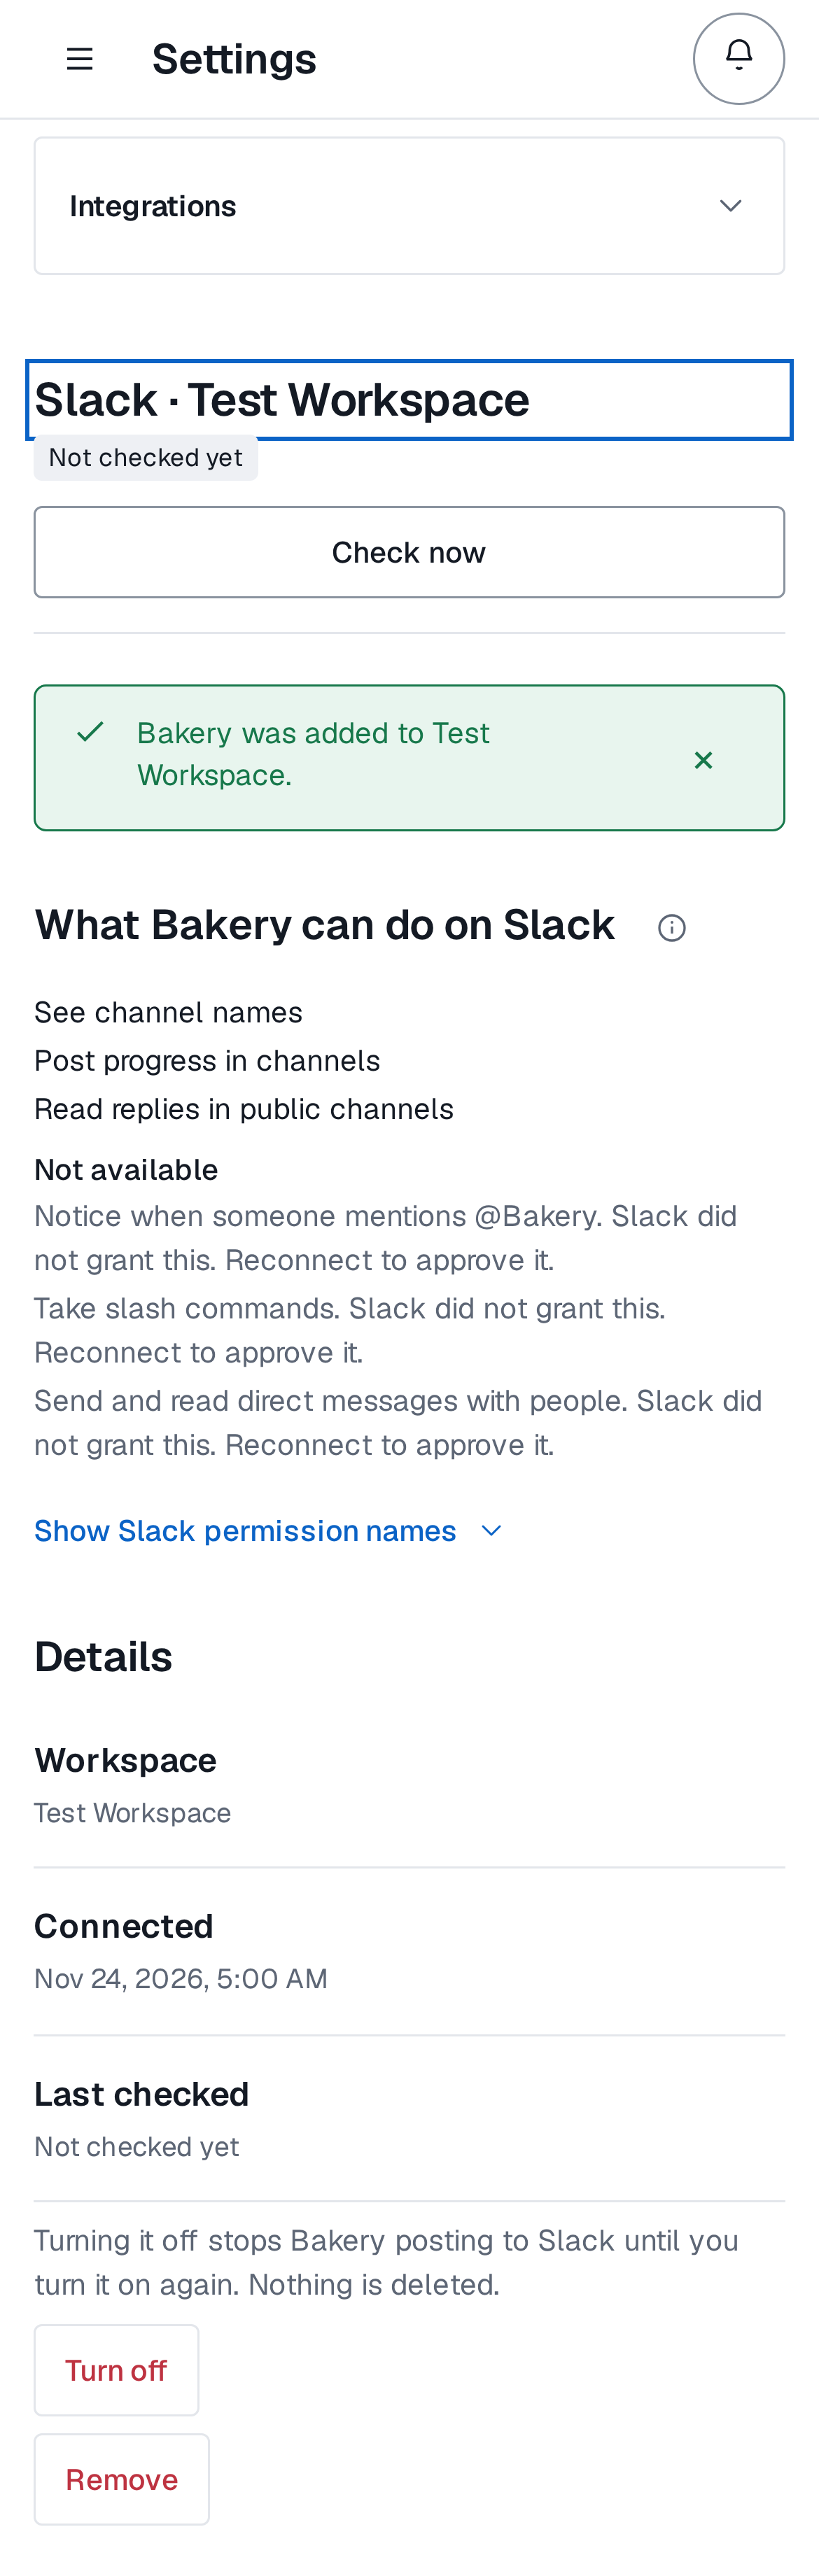 Settings
Integrations
Slack · Test Workspace
Not checked yet
Check now
Bakery was added to Test
Workspace.
What Bakery can do on Slack
See channel names
Post progress in channels
Read replies in public channels
Not available
Notice when someone mentions @Bakery. Slack did
not grant this. Reconnect to approve it.
Take slash commands. Slack did not grant this.
Reconnect to approve it.
Send and read direct messages with people. Slack did
not grant this. Reconnect to approve it.
Show Slack permission names
Details
Workspace
Test Workspace
Connected
Nov 24, 2026, 5:00 AM
Last checked
Not checked yet
Turning it off stops Bakery posting to Slack until you
turn it on again. Nothing is deleted.
Turn off
Remove